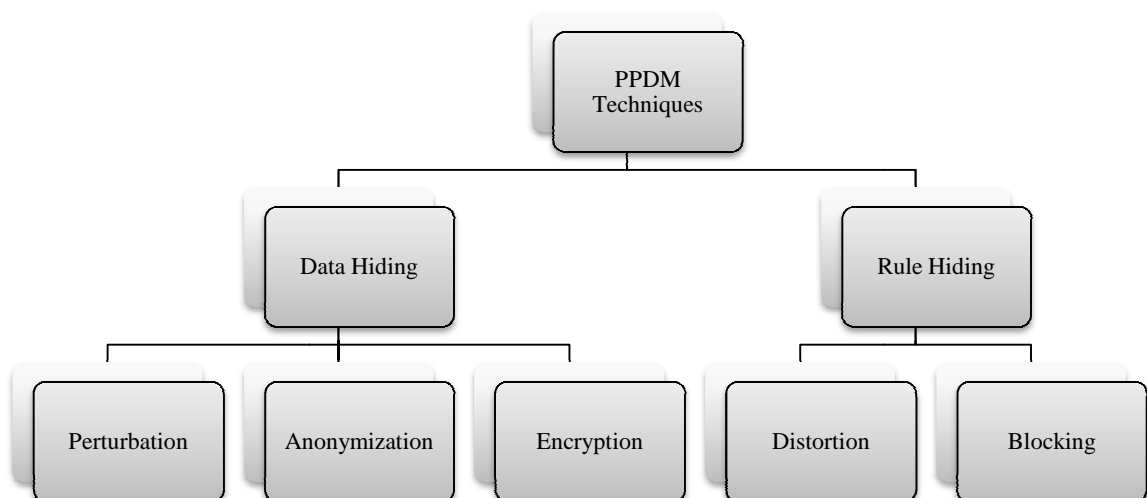 PPDM
Techniques
Data Hiding
Rule Hiding
Perturbation
Anonymization
Encryption
Distortion
Blocking